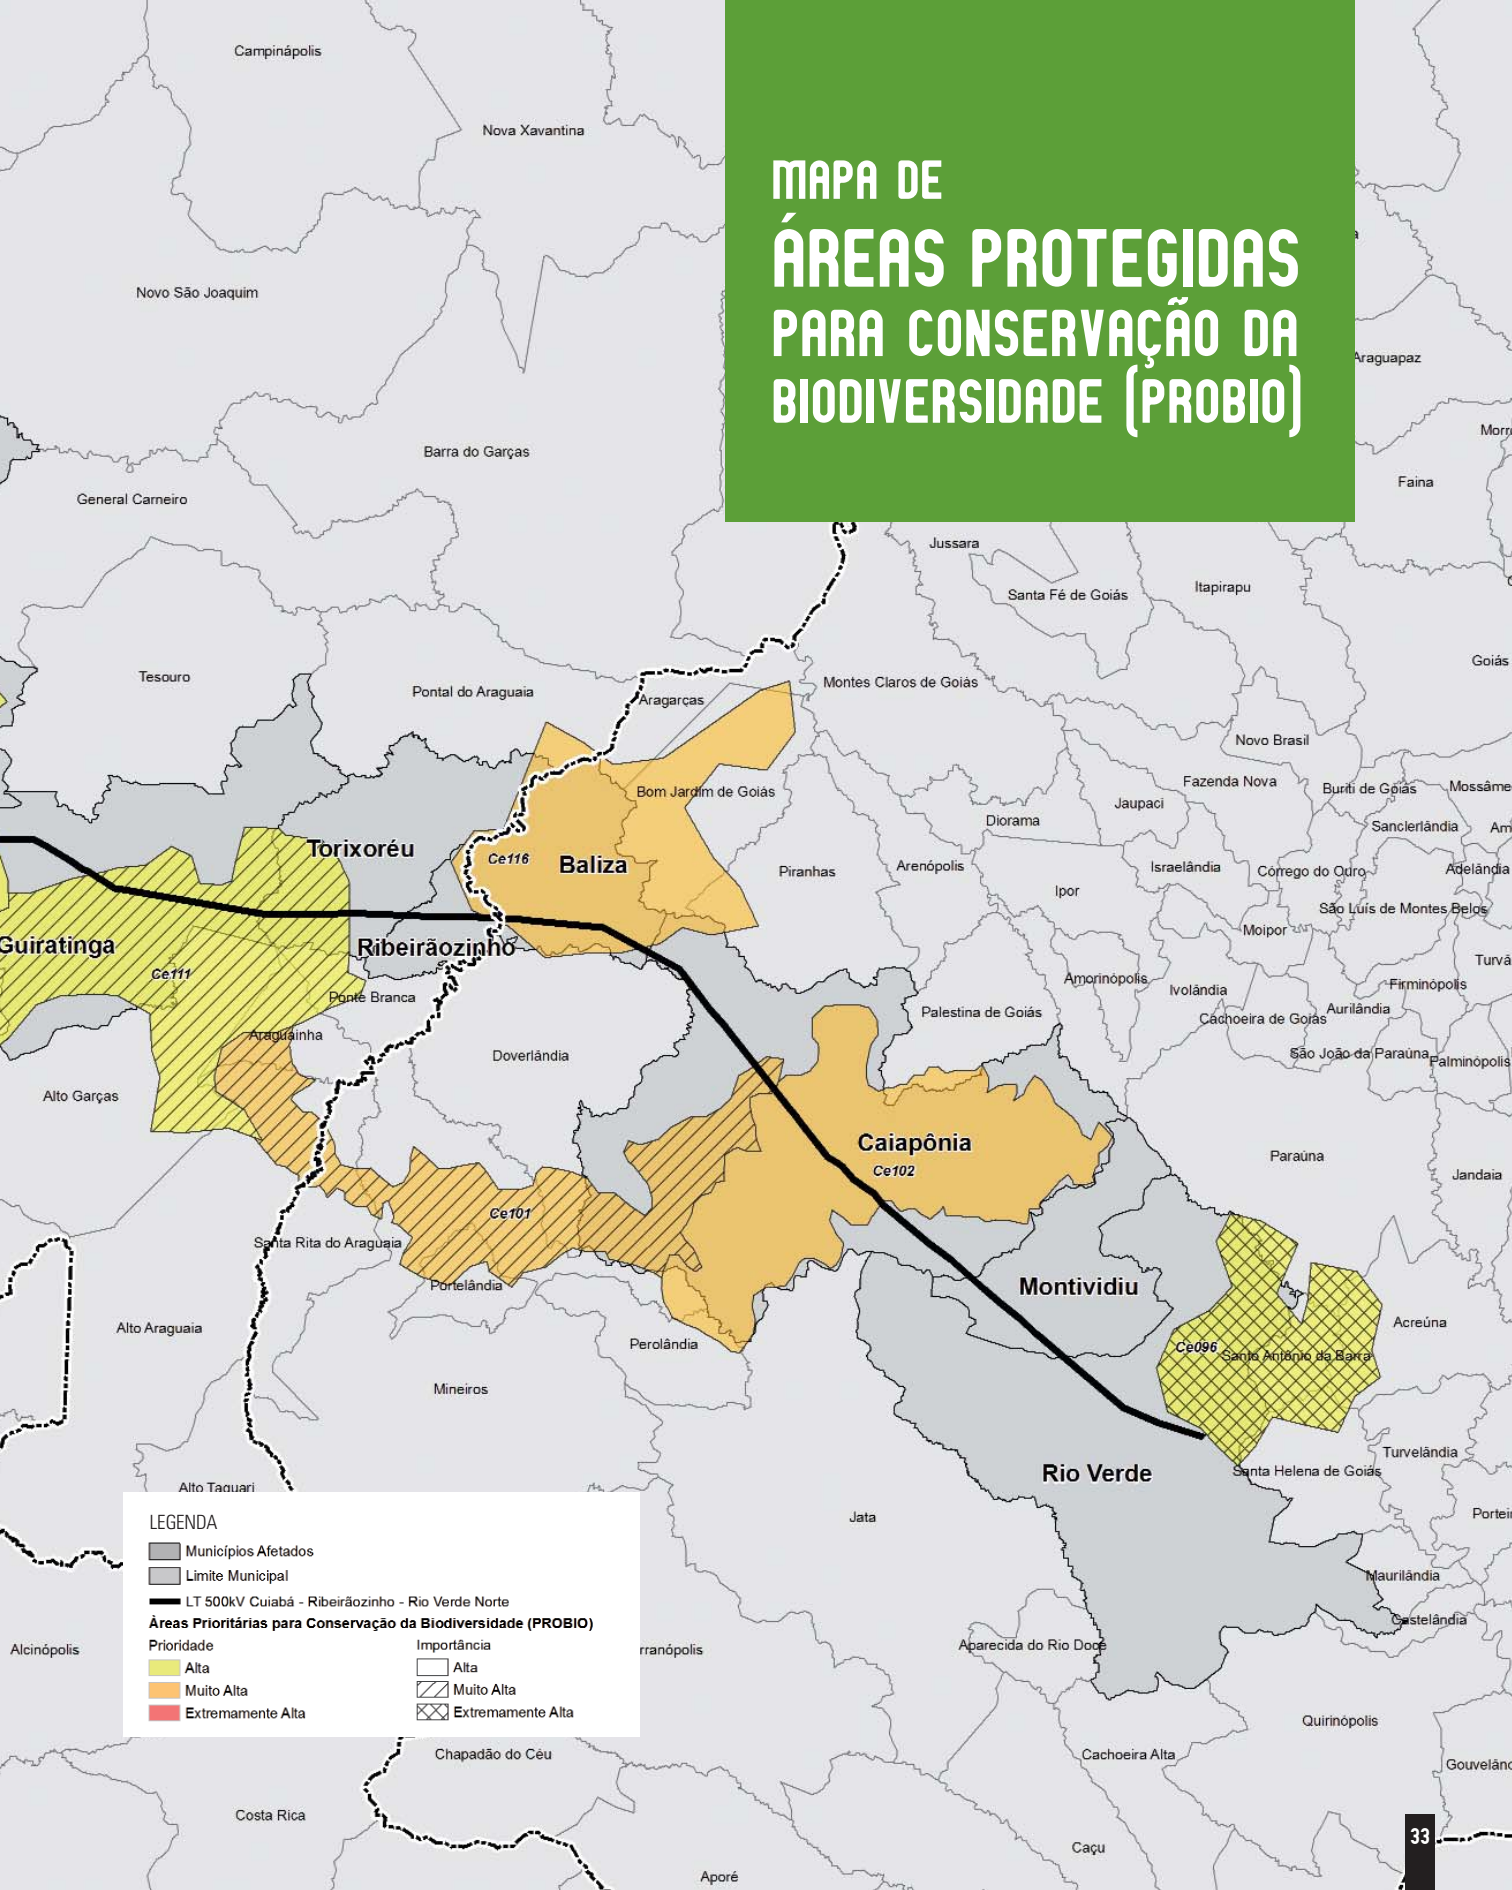 MAPA DE
ÁREAS PROTEGIDAS
PARA CONSERVAÇÃO DA
BIODIVERSIDADE (PROBIO)
Campinápolis
Nova Xavantina
Novo São Joaquim
Araguapaz
Barra do Garças
Faina
General Carneiro
Jussara
Santa Fé de Goiás
Itapirapu
Goiás
Tesouro
Pontal do Araguaia
Aragarças
Montes Claros de Goiás
Novo Brasil
Bom Jardim de Goiás
Fazenda Nova
Buriti de Goiás
Mossâme
Jaupaci
Diorama
Sanclerlândia
Am
Torixoréu
Ce116
Baliza
Piranhas
Arenópolis
Israelândia
Córrego do Ouro
Adelândia
Ipor
São Luís de Montes Belos
Moipor
Guiratinga
Ribeirãozinho
Turvâ
Ce111
Ponte Branca
Amorinópolis
Ivolândia
Firminópolis
Palestina de Goiás
Cachoeira de Goiás
Aurilândia
Araguainha
Doverlândia
São João da Paraúna
Palminópolis
Alto Garças
Caiapônia
Ce102
Paraúna
Jandaia
Ce101
Santa Rita do Araguaia
Portelândia
Montividiu
Alto Araguaia
Perolândia
Acreúna
Ce096
Santo Antônio da Barra
Mineiros
Turvelândia
Rio Verde
Santa Helena de Goiás
Alto Taquari
Jata
Portei
LEGENDA
Municípios Afetados
Limite Municipal
LT 500kV Cuiabá - Ribeirãozinho - Rio Verde Norte
Áreas Prioritárias para Conservação da Biodiversidade (PROBIO)
Prioridade
Importância
Alta
Alta
Muito Alta
Muito Alta
Extremamente Alta
Extremamente Alta
Maurilândia
Castelândia
Alcinópolis
rranópolis
Aparecida do Rio Doce
Quirinópolis
Chapadão do Céu
Cachoeira Alta
Gouvelând
Costa Rica
33
Caçu
Aporé